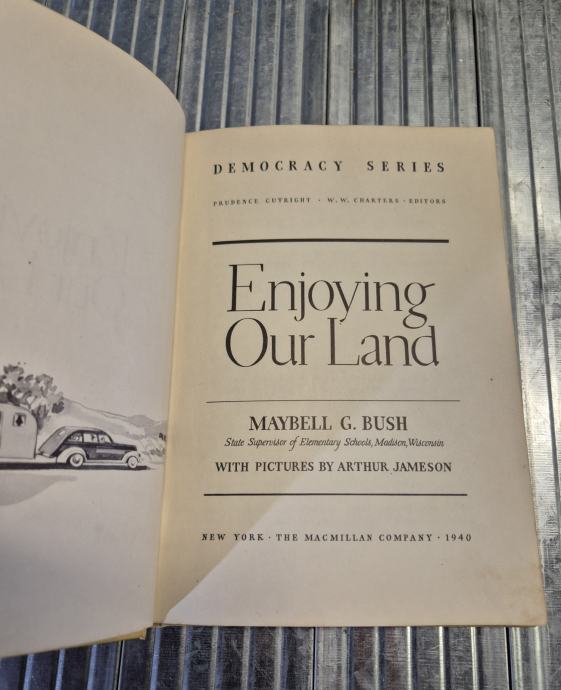 DEMOCRACY SERIES
PRUDENCE CUTRIGHT · W. W. CHARTERS · EDITORS
Enjoying
Our Land
MAYBELL G. BUSH
State Supervisor of Elementary Schools, Madison, Wisconsin
WITH PICTURES BY ARTHUR JAMESON
NEW YORK · THE MACMILLAN COMPANY · 1940